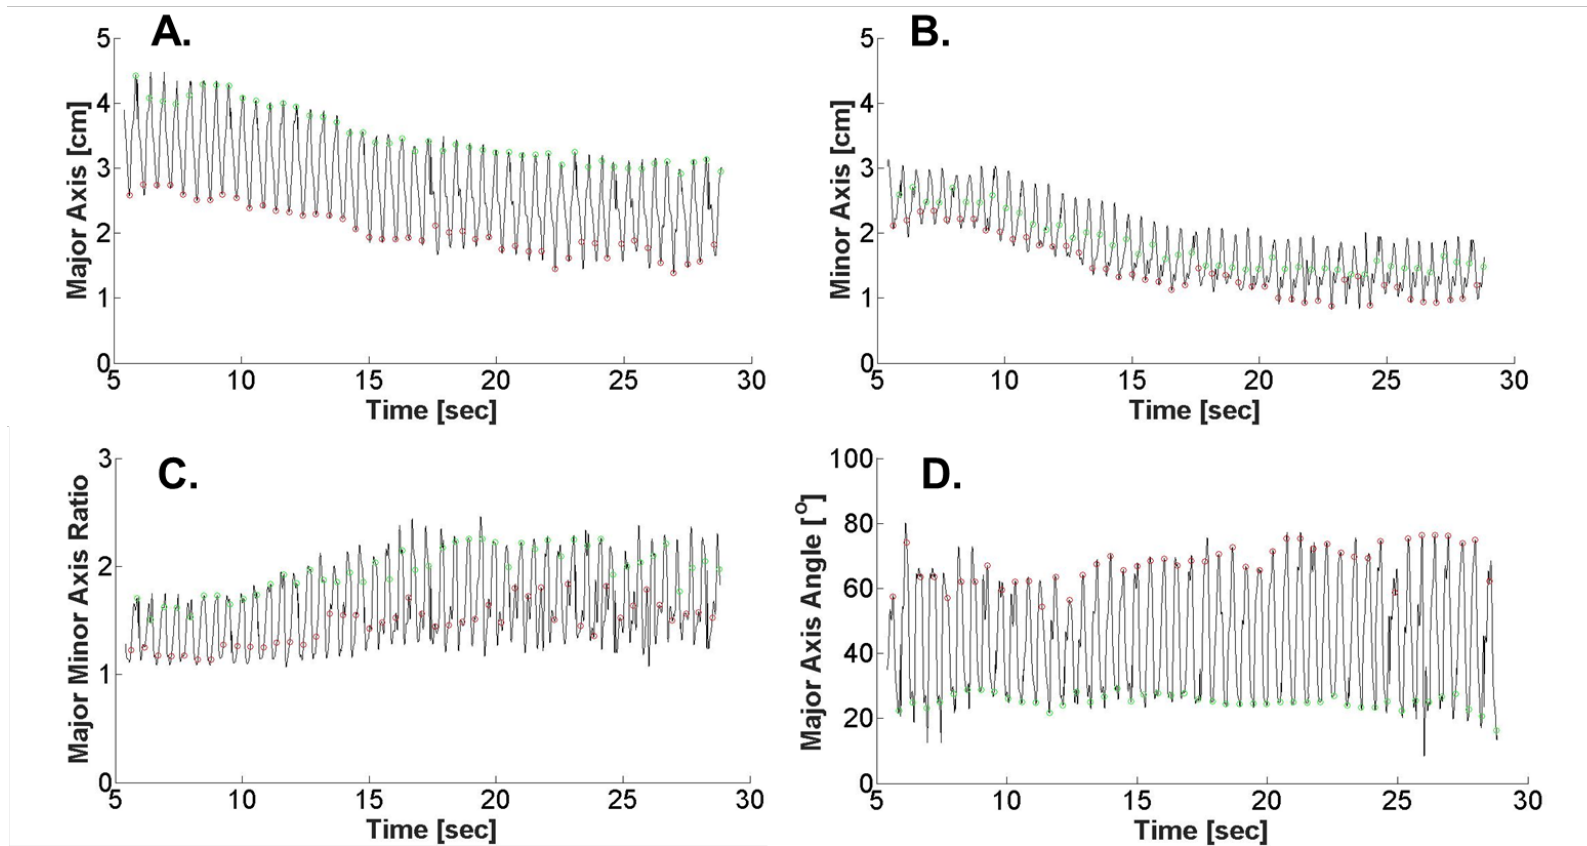 A.
5
4
3
2
1
0
Major Axis [cm]
5 10 15 20 25 30
Time [sec]
B.
5
4
3
2
1
0
Minor Axis [cm]
5 10 15 20 25 30
Time [sec]
C.
3
2
1
0
Major Minor Axis Ratio
5 10 15 20 25 30
Time [sec]
D.
100
80
60
40
20
0
Major Axis Angle [º]
5 10 15 20 25 30
Time [sec]